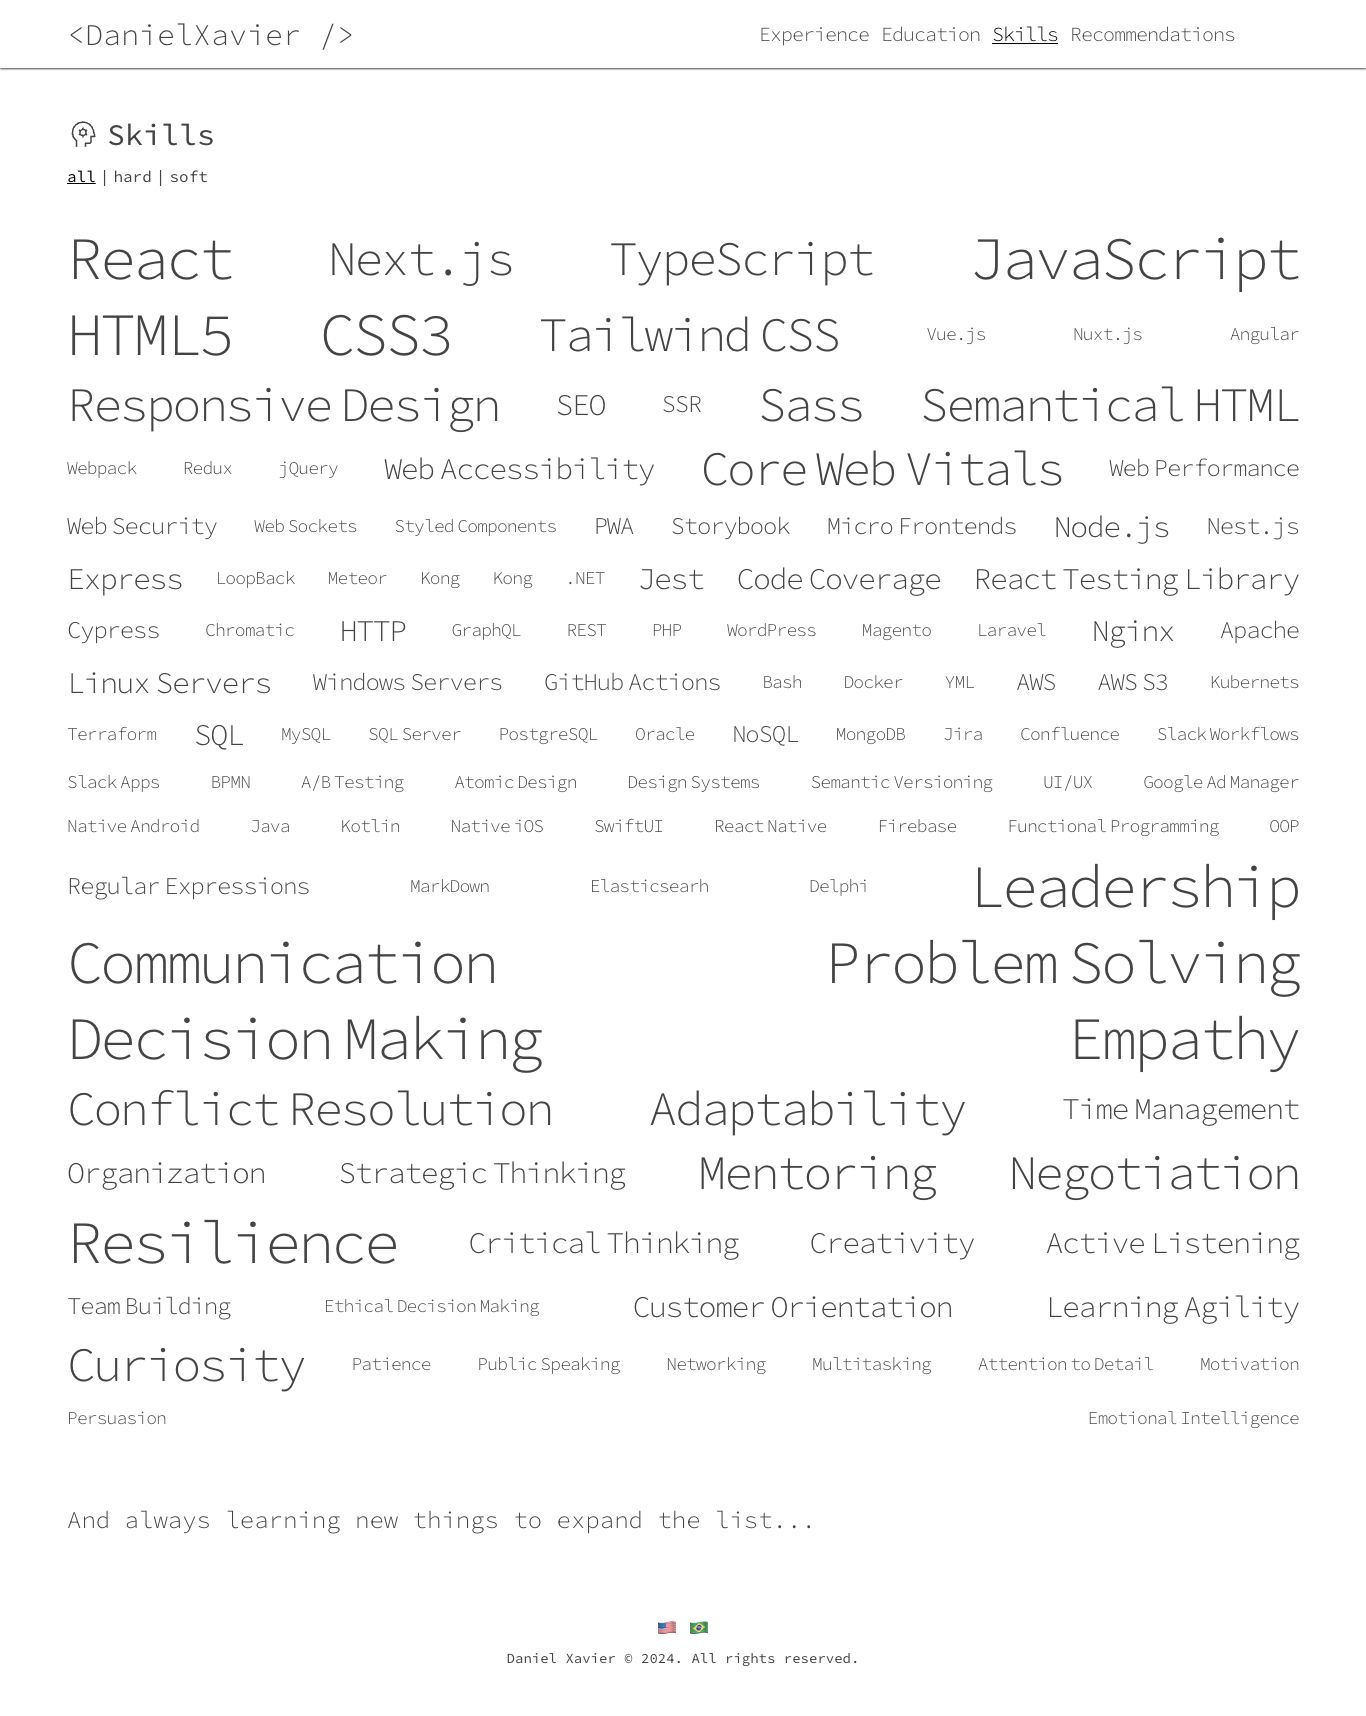 <DanielXavier /> Experience Education Skills Recommendations
Skills
all | hard | soft
React Next.js TypeScript JavaScript
HTML5 CSS3 Tailwind CSS Vue.js Nuxt.js Angular
Responsive Design SEO SSR Sass Semantical HTML
Webpack Redux jQuery Web Accessibility Core Web Vitals Web Performance
Web Security Web Sockets Styled Components PWA Storybook Micro Frontends Node.js Nest.js
Express LoopBack Meteor Kong Kong .NET Jest Code Coverage React Testing Library
Cypress Chromatic HTTP GraphQL REST PHP WordPress Magento Laravel Nginx Apache
Linux Servers Windows Servers GitHub Actions Bash Docker YML AWS AWS S3 Kubernets
Terraform SQL MySQL SQL Server PostgreSQL Oracle NoSQL MongoDB Jira Confluence Slack Workflows
Slack Apps BPMN A/B Testing Atomic Design Design Systems Semantic Versioning UI/UX Google Ad Manager
Native Android Java Kotlin Native iOS SwiftUI React Native Firebase Functional Programming OOP
Regular Expressions MarkDown Elasticsearh Delphi Leadership
Communication Problem Solving
Decision Making Empathy
Conflict Resolution Adaptability Time Management
Organization Strategic Thinking Mentoring Negotiation
Resilience Critical Thinking Creativity Active Listening
Team Building Ethical Decision Making Customer Orientation Learning Agility
Curiosity Patience Public Speaking Networking Multitasking Attention to Detail Motivation
Persuasion Emotional Intelligence
And always learning new things to expand the list...
Daniel Xavier © 2024. All rights reserved.